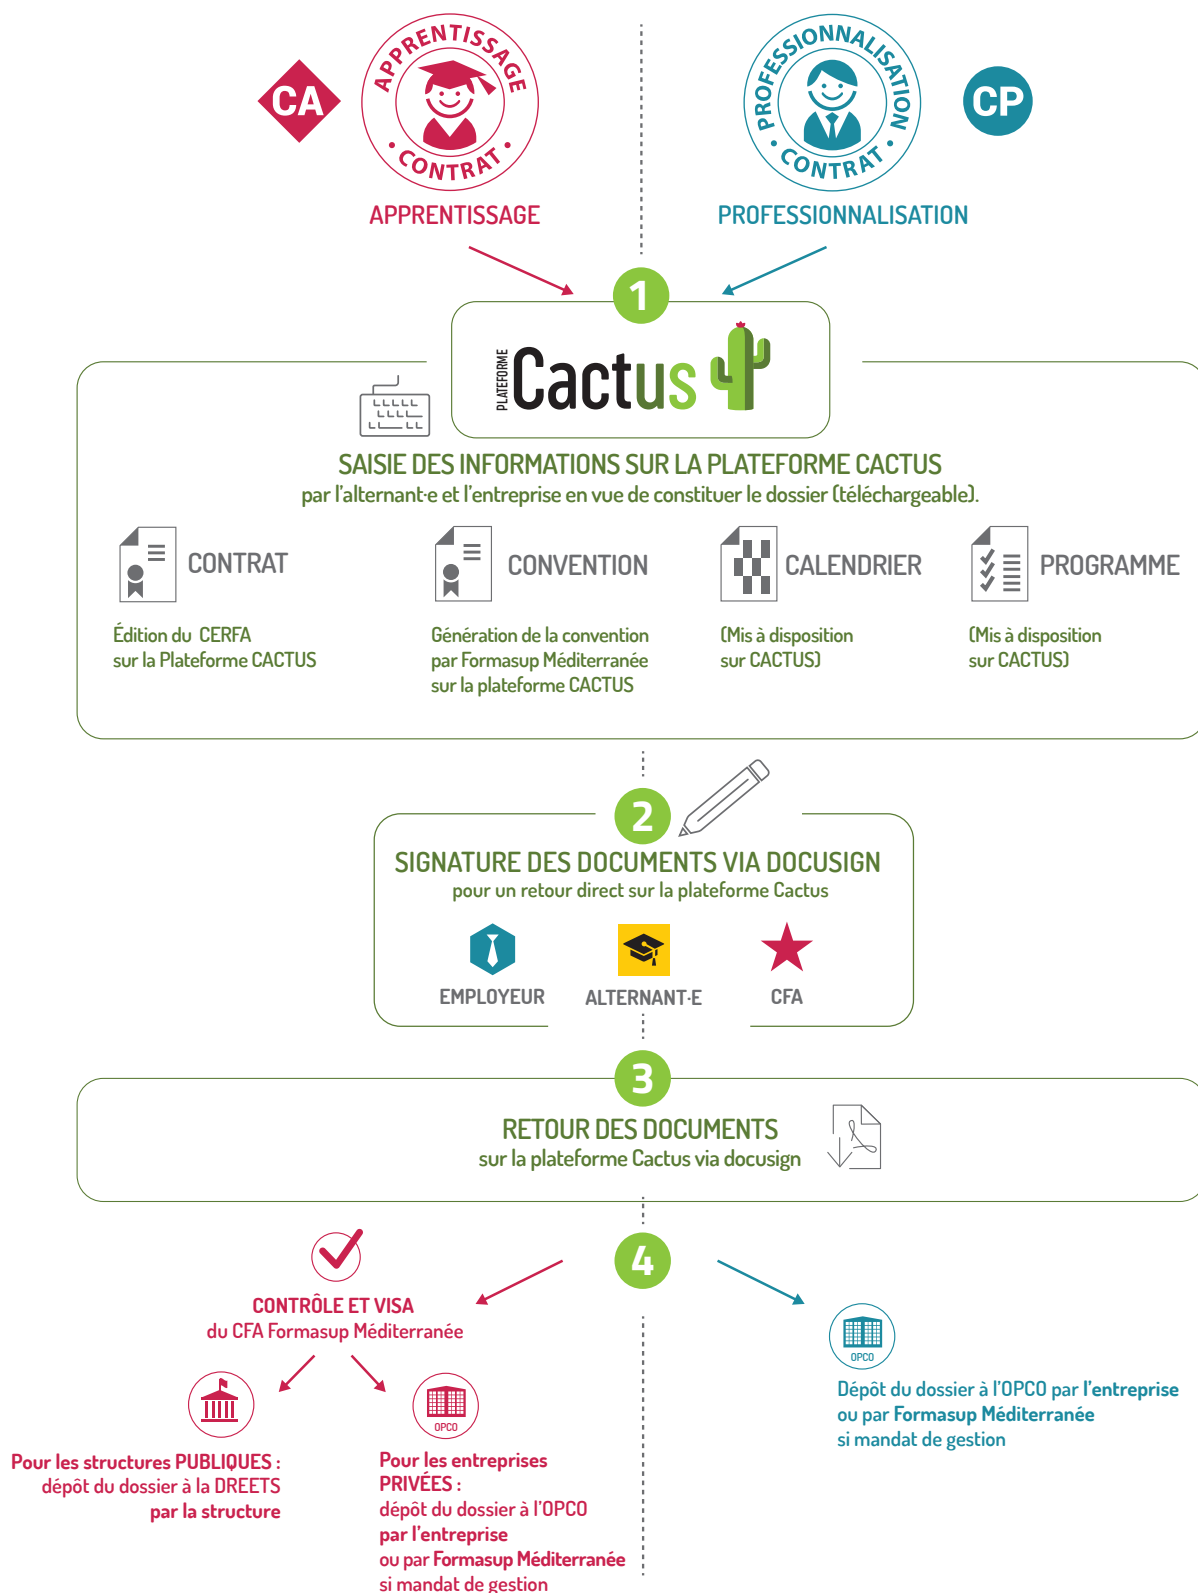 CA
APPRENTISSAGE
• CONTRAT •
APPRENTISSAGE
PROFESSIONNALISATION
• CONTRAT •
CP
PROFESSIONNALISATION
1
PLATEFORME
Cactus
SAISIE DES INFORMATIONS SUR LA PLATEFORME CACTUS
par l'alternant·e et l'entreprise en vue de constituer le dossier (téléchargeable).
CONTRAT
Édition du CERFA
sur la Plateforme CACTUS
CONVENTION
Génération de la convention
par Formasup Méditerranée
sur la plateforme CACTUS
CALENDRIER
(Mis à disposition
sur CACTUS)
PROGRAMME
(Mis à disposition
sur CACTUS)
2
SIGNATURE DES DOCUMENTS VIA DOCUSIGN
pour un retour direct sur la plateforme Cactus
EMPLOYEUR
ALTERNANT·E
CFA
3
RETOUR DES DOCUMENTS
sur la plateforme Cactus via docusign
4
CONTRÔLE ET VISA
du CFA Formasup Méditerranée
Pour les structures PUBLIQUES :
dépôt du dossier à la DREETS
par la structure
OPCO
Pour les entreprises
PRIVÉES :
dépôt du dossier à l'OPCO
par l'entreprise
ou par Formasup Méditerranée
si mandat de gestion
OPCO
Dépôt du dossier à l'OPCO par l'entreprise
ou par Formasup Méditerranée
si mandat de gestion